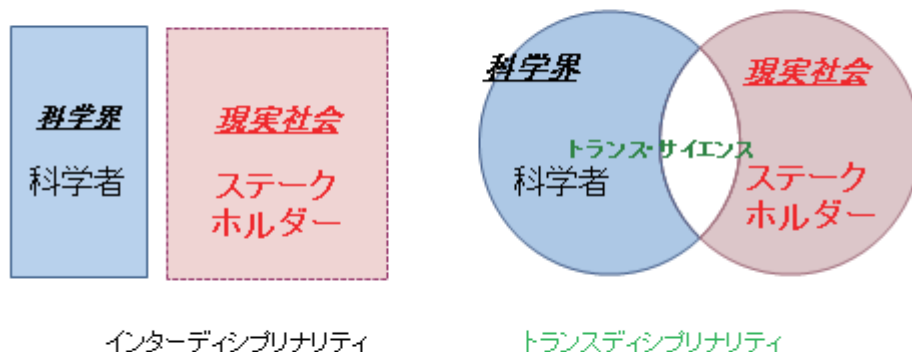 科学界
科学者
現実社会
ステーク
ホルダー
インターディシプリナリティ
科学界
科学者
トランス・サイエンス
現実社会
ステーク
ホルダー
トランスディシプリナリティ